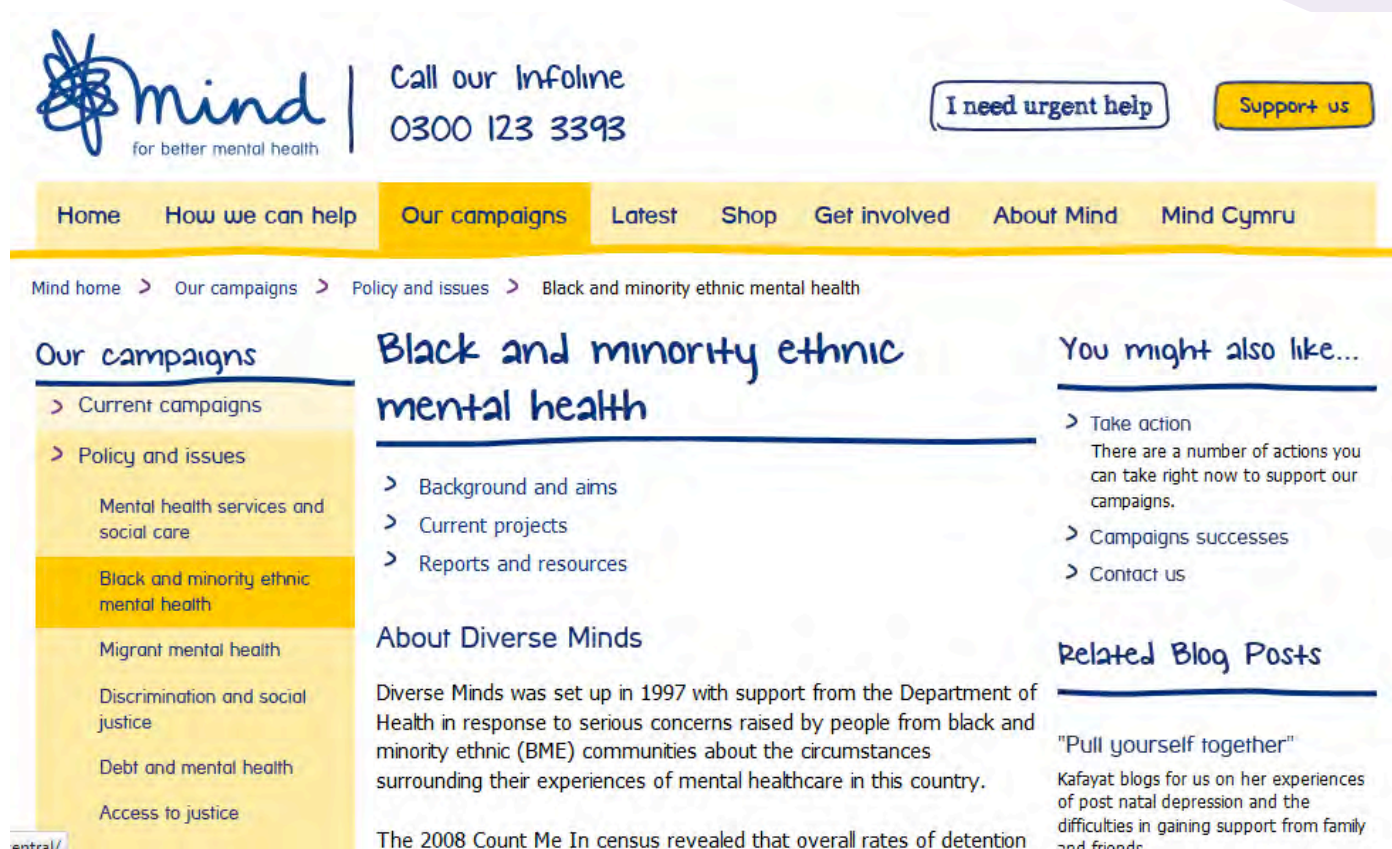 mind
for better mental health
Call our Infoline
0300 123 3393
I need urgent help
Support us
Home How we can help Our campaigns Latest Shop Get involved About Mind Mind Cymru
Mind home > Our campaigns > Policy and issues > Black and minority ethnic mental health
Our campaigns
> Current campaigns
> Policy and issues
Mental health services and
social care
Black and minority ethnic
mental health
Migrant mental health
Discrimination and social
justice
Debt and mental health
Access to justice
entral/
Black and minority ethnic
mental health
> Background and aims
> Current projects
> Reports and resources
About Diverse Minds
Diverse Minds was set up in 1997 with support from the Department of
Health in response to serious concerns raised by people from black and
minority ethnic (BME) communities about the circumstances
surrounding their experiences of mental healthcare in this country.
The 2008 Count Me In census revealed that overall rates of detention
You might also like...
> Take action
There are a number of actions you
can take right now to support our
campaigns.
> Campaigns successes
> Contact us
Related Blog Posts
"Pull yourself together"
Kafayat blogs for us on her experiences
of post natal depression and the
difficulties in gaining support from family
and friends